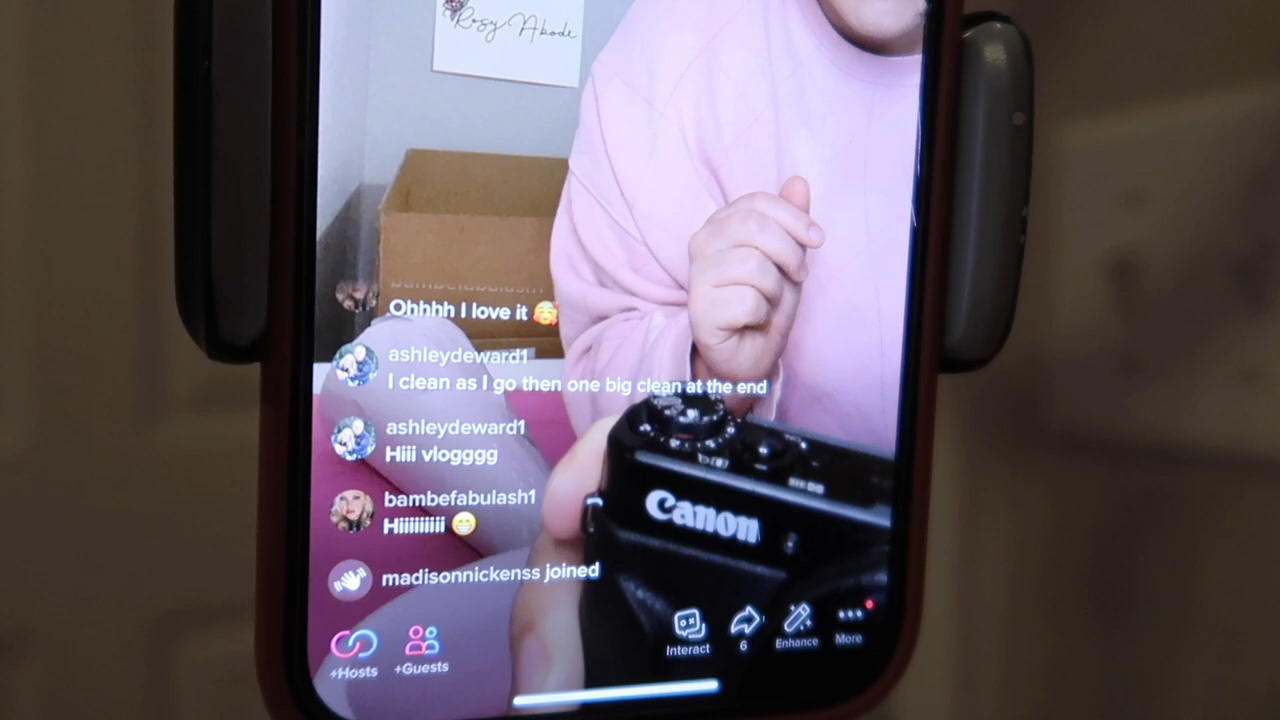 Rosy Abode
Ohhhh I love it 🥰
ashleydeward1
I clean as I go then one big clean at the end
ashleydeward1
Hiii vlogggg
bambefabulash1
Hiiiiiiiii 😁
madisonnickenss joined
Canon
+Hosts
+Guests
Interact
6
Enhance
More